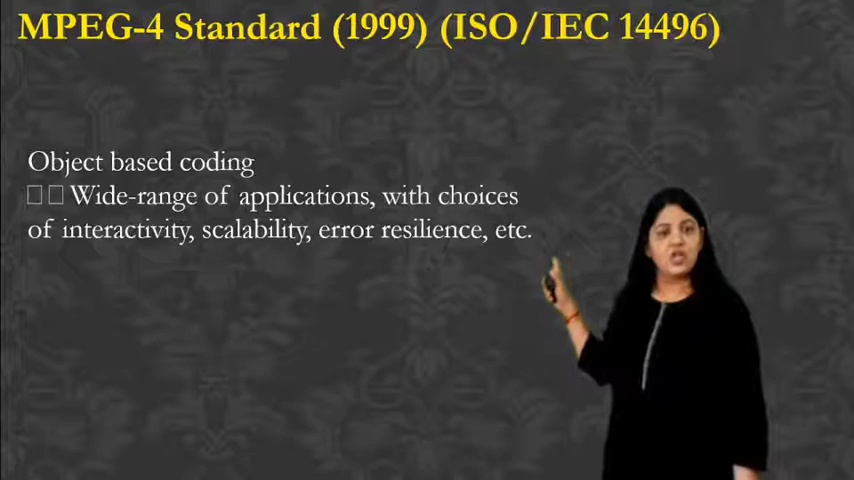 MPEG-4 Standard (1999) (ISO/IEC 14496)
Object based coding
□□ Wide-range of applications, with choices
of interactivity, scalability, error resilience, etc.